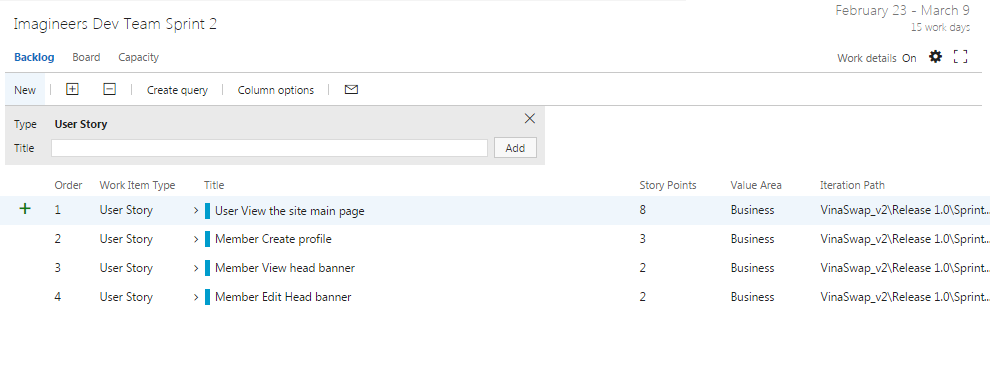 Imagineers Dev Team Sprint 2
February 23 - March 9
15 work days
Backlog Board Capacity
Work details On
New Create query Column options
Type User Story
Title Add
Order Work Item Type Title Story Points Value Area Iteration Path
1 User Story User View the site main page 8 Business VinaSwap_v2\Release 1.0\Sprint...
2 User Story Member Create profile 3 Business VinaSwap_v2\Release 1.0\Sprint...
3 User Story Member View head banner 2 Business VinaSwap_v2\Release 1.0\Sprint...
4 User Story Member Edit Head banner 2 Business VinaSwap_v2\Release 1.0\Sprint...